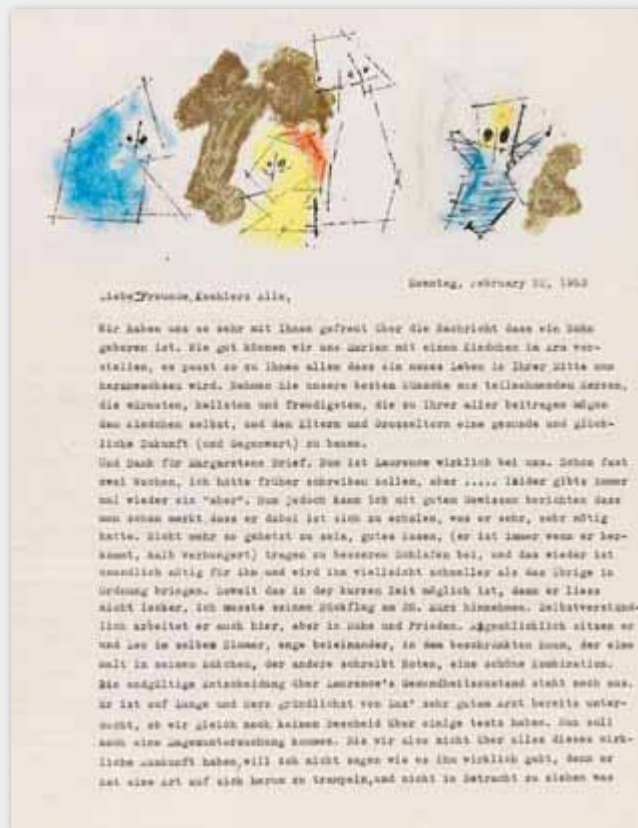 Sonntag, February 22, 1953
Liebe Freunde, Koehlers Alle,
Wir haben uns so sehr mit Ihnen gefreut über die Nachricht dass ein Sohn
geboren ist. Wie gut können wir uns Marian mit einem Kindchen im Arm vor-
stellen, es passt so zu Ihnen allen dass ein neues Leben in Ihrer Mitte nun
heranwachsen wird. Nehmen Sie unsere besten Wünsche aus teilnehmenden Herzen,
die wärmsten, hellsten und freudigsten, die zu Ihrer aller beitragen mögen
dem Kindchen selbst, und den Eltern und Grosseltern eine gesunde und glück-
liche Zukunft (und Gegenwart) zu bauen.
Und Dank für Margaretens Brief. Nun ist Laurence wirklich bei uns. Schon fast
zwei Wochen, ich hätte früher schreiben sollen, aber ..... leider gibts immer
mal wieder ein "aber". Nun jedoch kann ich mit gutem Gewissen berichten dass
man schon merkt dass er dabei ist sich zu erholen, was er sehr, sehr nötig
hatte. Nicht mehr so gehetzt zu sein, gutes Essen, (er ist immer wenn er her-
kommt, halb verhungert) tragen zu besserem Schlafen bei, und das wieder ist
unendlich nötig für ihn und wird ihn vielleicht schneller als das Übrige in
Ordnung bringen. Soweit das in der kurzen Zeit möglich ist, denn er liess
nicht locker, ich musste seinen Rückflug am 25. März hinnehmen. Selbstverständ-
lich arbeitet er auch hier, aber in Ruhe und Frieden. Augenblicklich sitzen er
und Lux im selben Zimmer, enge beieinander, in dem beschränkten Raum, der eine
malt in seinem Eckchen, der andere schreibt Noten, eine schöne Kombination.
Die endgültige Entscheidung über Laurence's Gesundheitszustand steht noch aus.
Er ist auf Lunge und Herz gründlichst von Lux' sehr gutem Arzt bereits unter-
sucht, ob wir gleich noch keinen Bescheid über einige tests haben. Nun soll
noch eine Magenuntersuchung kommen. Bis wir also nicht über alles dieses wirk-
liche Auskunft haben, will ich nicht sagen wie es ihm wirklich geht, denn er
ist eine Art auf sich herum zu trampeln, und nicht in Betracht zu ziehen was